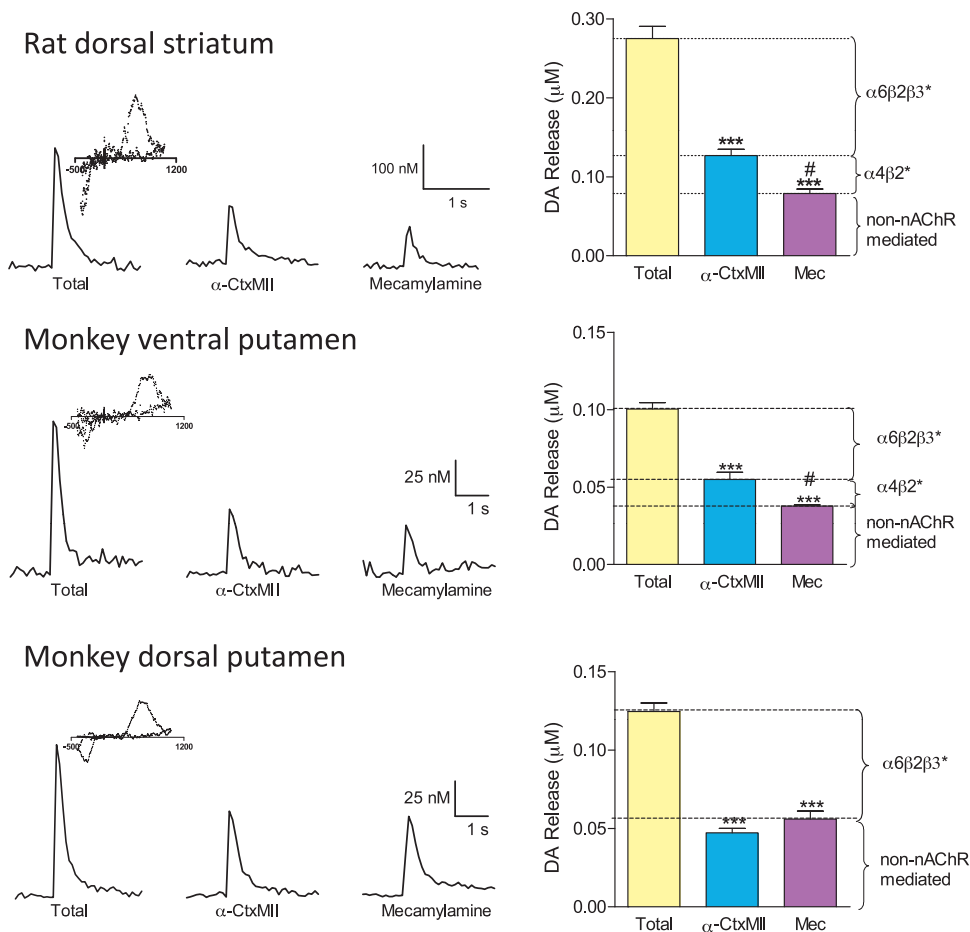 Rat dorsal striatum
-500
1200
100 nM
1 s
Total
α-CtxMII
Mecamylamine
DA Release (μM)
0.30
0.20
0.10
0.00
***
#
***
Total
α-CtxMII
Mec
α6β2β3*
α4β2*
non-nAChR
mediated
Monkey ventral putamen
-500
1200
25 nM
1 s
Total
α-CtxMII
Mecamylamine
DA Release (μM)
0.15
0.10
0.05
0.00
***
#
***
Total
α-CtxMII
Mec
α6β2β3*
α4β2*
non-nAChR
mediated
Monkey dorsal putamen
-500
1200
25 nM
1 s
Total
α-CtxMII
Mecamylamine
DA Release (μM)
0.15
0.10
0.05
0.00
***
***
Total
α-CtxMII
Mec
α6β2β3*
non-nAChR
mediated